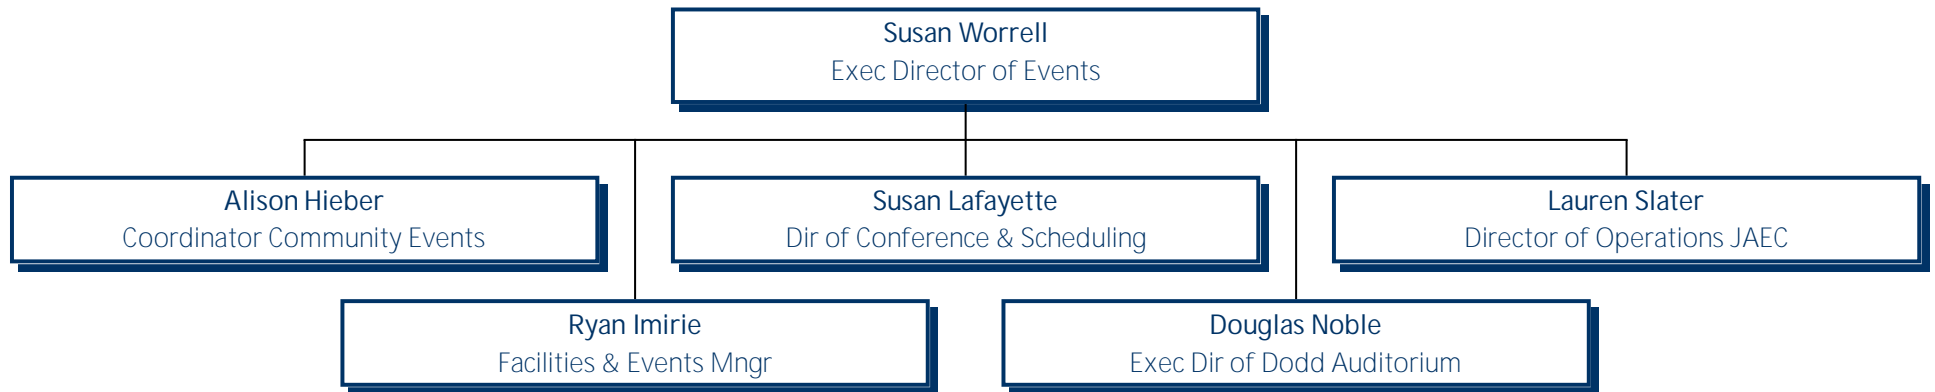 Susan Worrell
Exec Director of Events
Alison Hieber
Coordinator Community Events
Susan Lafayette
Dir of Conference & Scheduling
Lauren Slater
Director of Operations JAEC
Ryan Imirie
Facilities & Events Mngr
Douglas Noble
Exec Dir of Dodd Auditorium